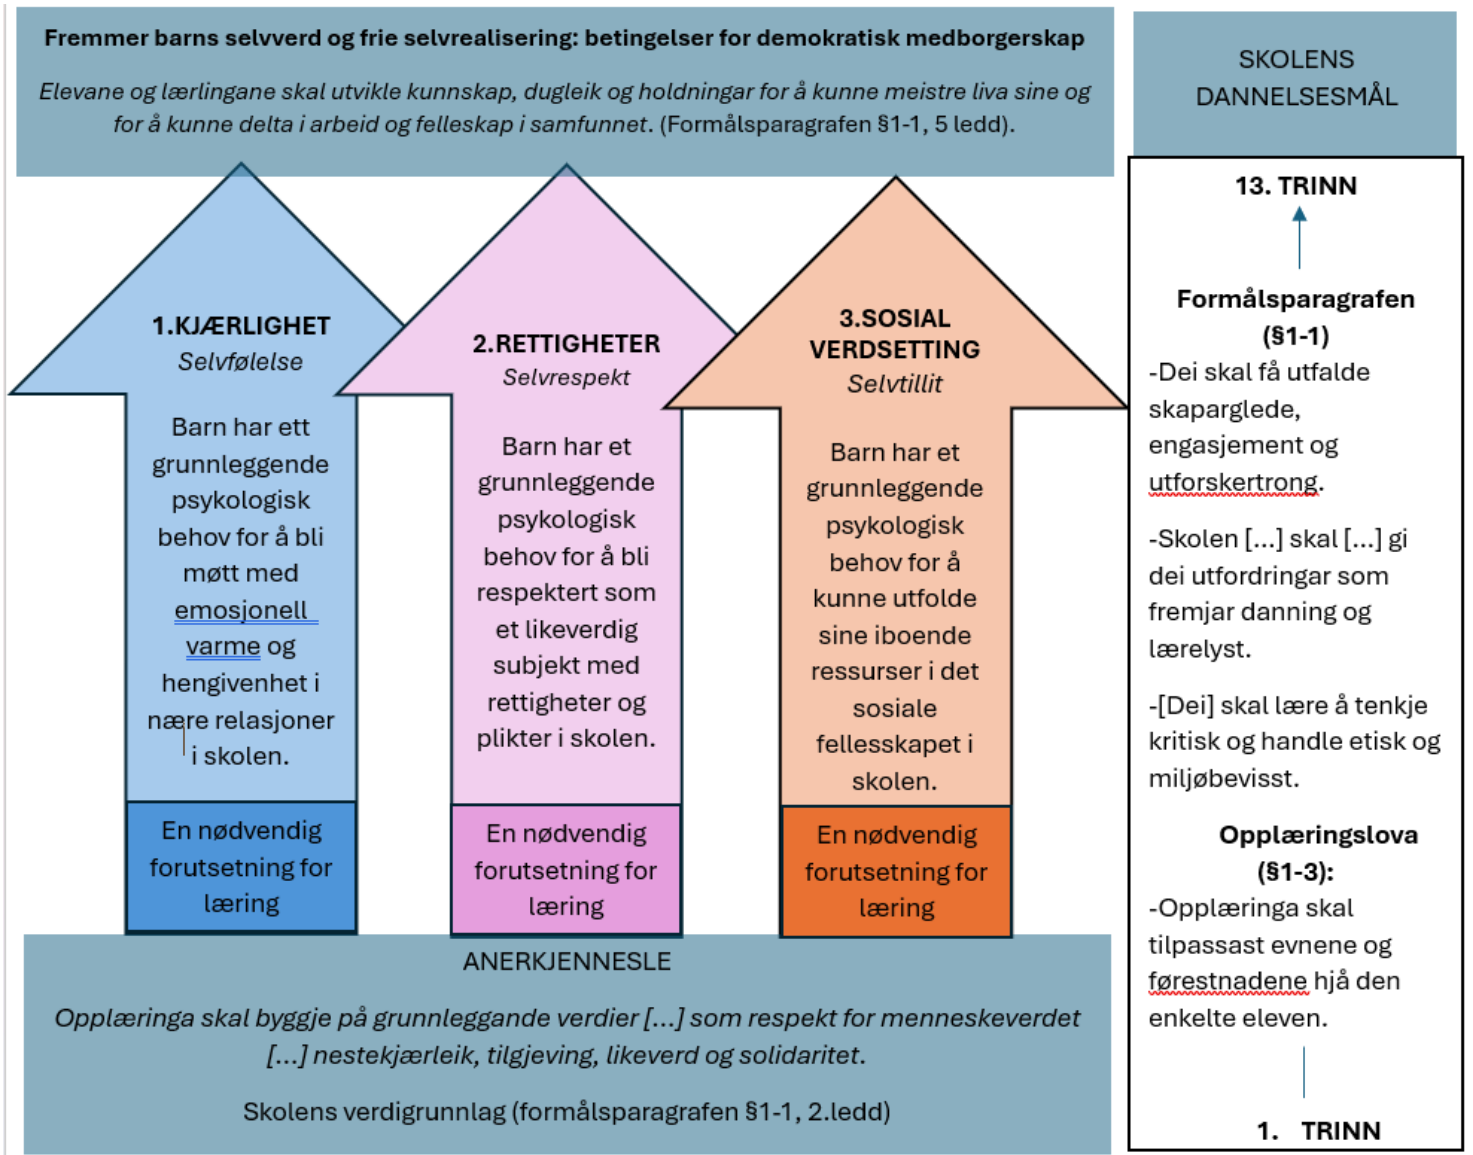 Fremmer barns selvverd og frie selvrealisering: betingelser for demokratisk medborgerskap
Elevane og lærlingane skal utvikle kunnskap, dugleik og holdningar for å kunne meistre liva sine og
for å kunne delta i arbeid og felleskap i samfunnet. (Formålsparagrafen §1-1, 5 ledd).
1.KJÆRLIGHET
Selvfølelse
Barn har ett
grunnleggende
psykologisk
behov for å bli
møtt med
emosjonell
varme og
hengivenhet i
nære relasjoner
i skolen.
En nødvendig
forutsetning for
læring
2.RETTIGHETER
Selvrespekt
Barn har et
grunnleggende
psykologisk
behov for å bli
respektert som
et likeverdig
subjekt med
rettigheter og
plikter i skolen.
En nødvendig
forutsetning for
læring
3.SOSIAL
VERDSETTING
Selvtillit
Barn har et
grunnleggende
psykologisk
behov for å
kunne utfolde
sine iboende
ressurser i det
sosiale
fellesskapet i
skolen.
En nødvendig
forutsetning for
læring
ANERKJENNESLE
Opplæringa skal byggje på grunnleggande verdier [...] som respekt for menneskeverdet
[...] nestekjærleik, tilgjeving, likeverd og solidaritet.
Skolens verdigrunnlag (formålsparagrafen §1-1, 2.ledd)
SKOLENS
DANNELSESMÅL
13. TRINN
Formålsparagrafen
(§1-1)
-Dei skal få utfalde
skaparglede,
engasjement og
utforskertrong.
-Skolen [...] skal [...] gi
dei utfordringar som
fremjar danning og
lærelyst.
-[Dei] skal lære å tenkje
kritisk og handle etisk og
miljøbevisst.
Opplæringslova
(§1-3):
-Opplæringa skal
tilpassast evnene og
førestnadene hjå den
enkelte eleven.
1. TRINN